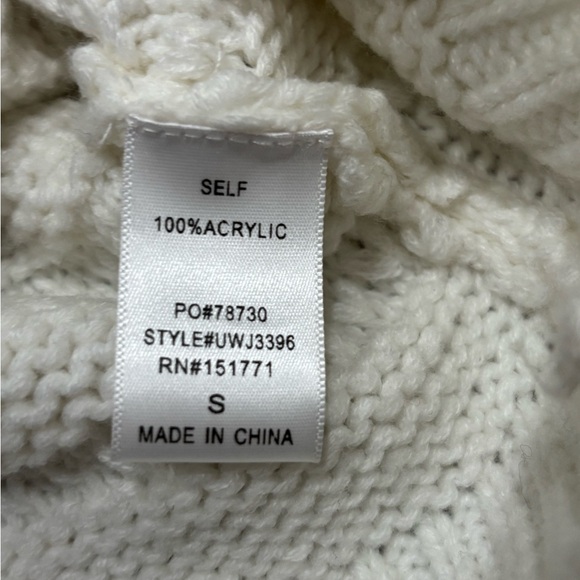 SELF
100%ACRYLIC
PO#78730
STYLE#UWJ3396
RN#151771
S
MADE IN CHINA